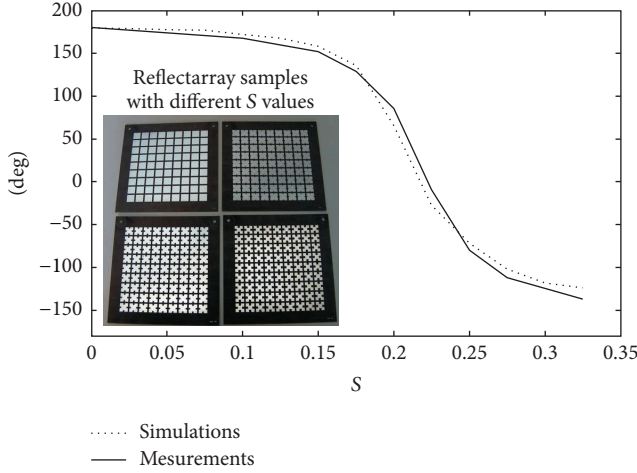 200
150
100
50
0
−50
−100
−150
(deg)
Reflectarray samples
with different S values
0 0.05 0.1 0.15 0.2 0.25 0.3 0.35
S
Simulations
Mesurements